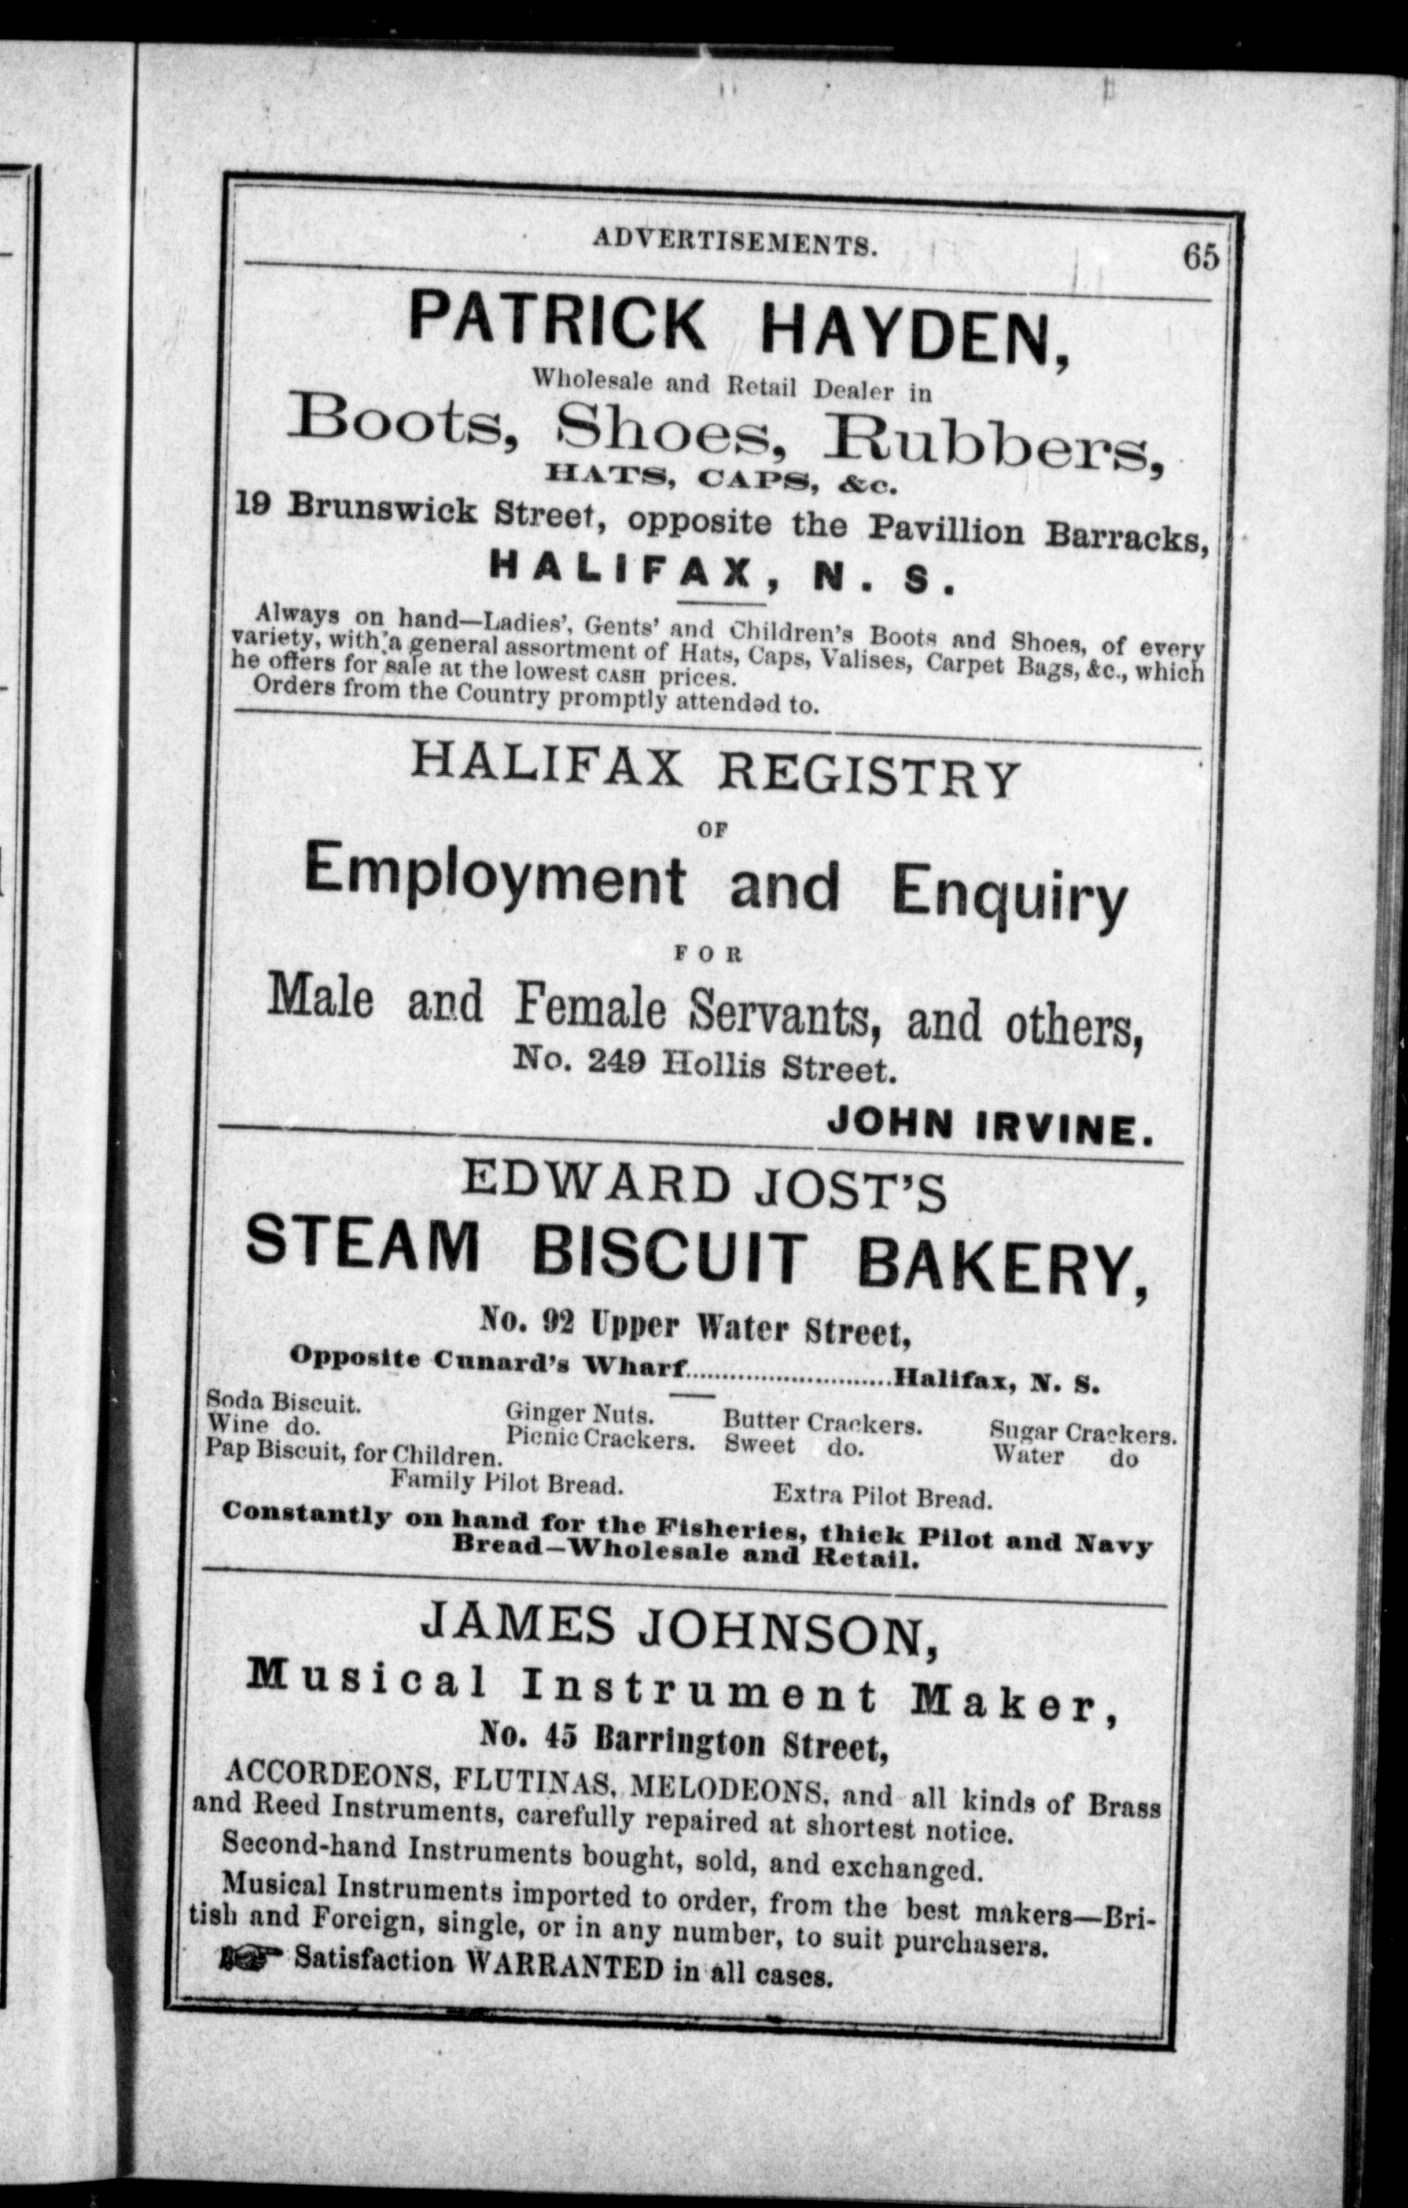 ADVERTISEMENTS. 65
PATRICK HAYDEN,
Wholesale and Retail Dealer in
Boots, Shoes, Rubbers,
HATS, CAPS, &c.
19 Brunswick Street, opposite the Pavillion Barracks,
HALIFAX, N. S.
Always on hand—Ladies', Gents' and Children's Boots and Shoes, of every
variety, with a general assortment of Hats, Caps, Valises, Carpet Bags, &c., which
he offers for sale at the lowest CASH prices.
Orders from the Country promptly attended to.
HALIFAX REGISTRY
OF
Employment and Enquiry
FOR
Male and Female Servants, and others,
No. 249 Hollis Street.
JOHN IRVINE.
EDWARD JOST'S
STEAM BISCUIT BAKERY,
No. 92 Upper Water Street,
Opposite Cunard's Wharf............................Halifax, N. S.
Soda Biscuit. Ginger Nuts. Butter Crackers. Sugar Crackers.
Wine do. Picnic Crackers. Sweet do. Water do
Pap Biscuit, for Children.
Family Pilot Bread. Extra Pilot Bread.
Constantly on hand for the Fisheries, thick Pilot and Navy
Bread—Wholesale and Retail.
JAMES JOHNSON,
Musical Instrument Maker,
No. 45 Barrington Street,
ACCORDEONS, FLUTINAS, MELODEONS, and all kinds of Brass
and Reed Instruments, carefully repaired at shortest notice.
Second-hand Instruments bought, sold, and exchanged.
Musical Instruments imported to order, from the best makers—Bri-
tish and Foreign, single, or in any number, to suit purchasers.
☞ Satisfaction WARRANTED in all cases.